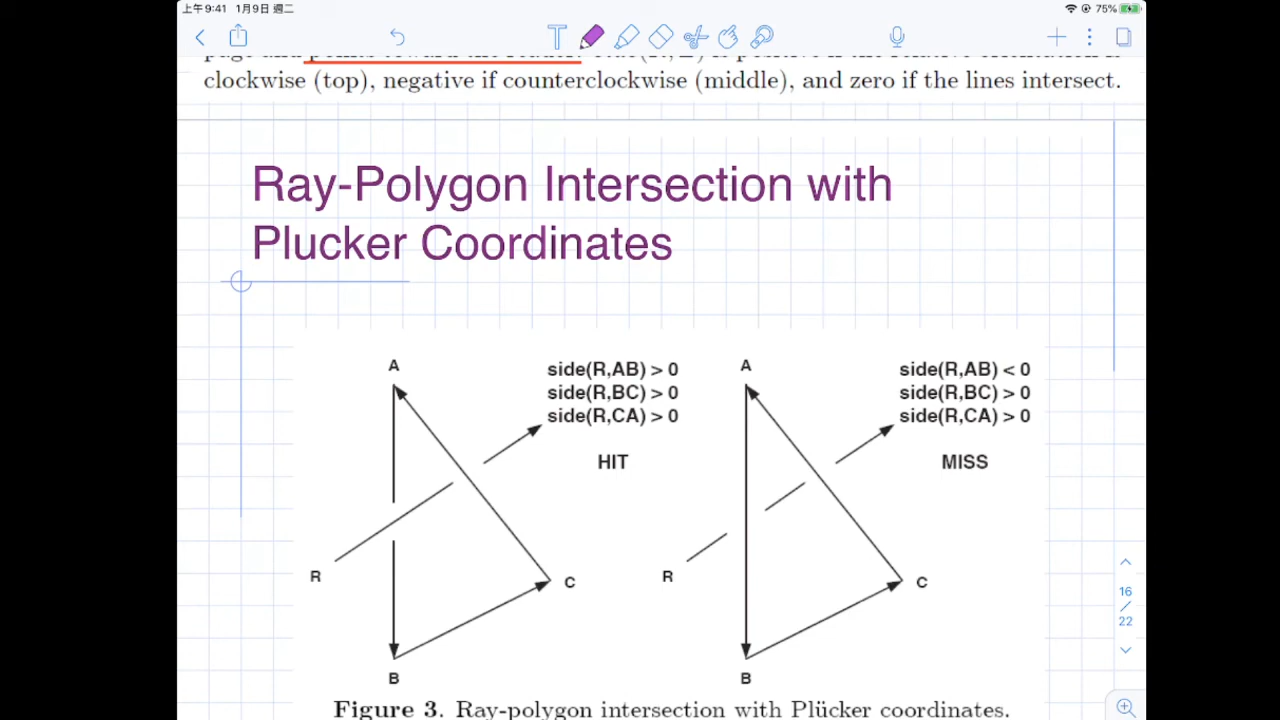 上午9:41 1月9日 週二 75%
clockwise (top), negative if counterclockwise (middle), and zero if the lines intersect.
Ray-Polygon Intersection with
Plucker Coordinates
A
side(R,AB) > 0
side(R,BC) > 0
side(R,CA) > 0
HIT
R
C
B
A
side(R,AB) < 0
side(R,BC) > 0
side(R,CA) > 0
MISS
R
C
B
16
/
22
Figure 3. Ray-polygon intersection with Plücker coordinates.